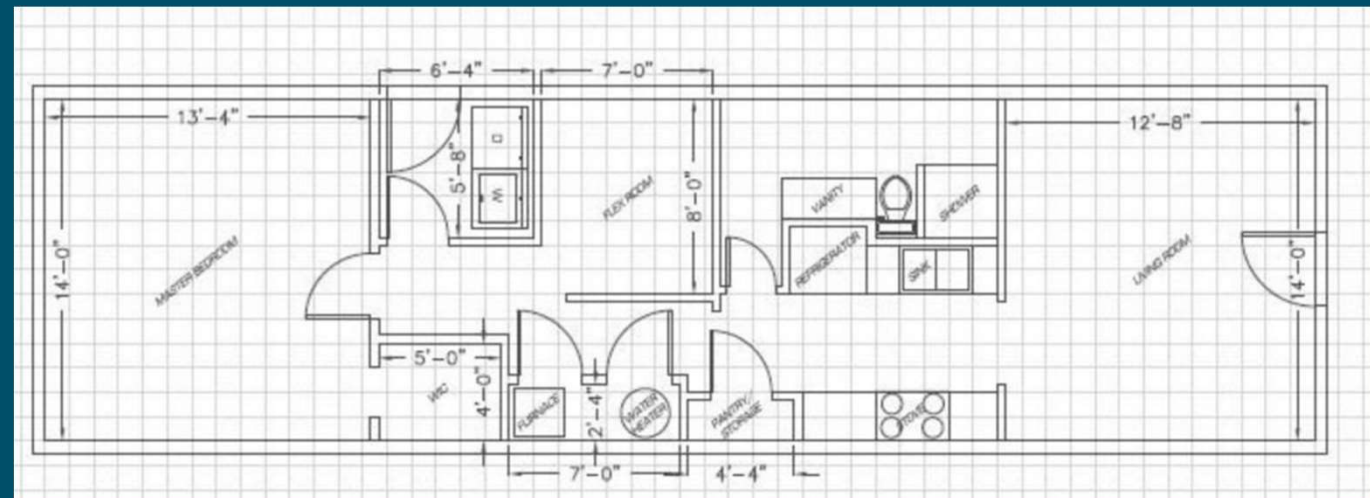 6'-4"
7'-0"
13'-4"
12'-8"
D
5'-8"
W
FLEX ROOM
8'-0"
VANITY
SHOWER
14'-0"
MASTER BEDROOM
REFRIGERATOR
SINK
LIVING ROOM
14'-0"
5'-0"
WIC
4'-0"
FURNACE
2'-4"
WATER
HEATER
PANTRY/
STORAGE
STOVE
7'-0"
4'-4"